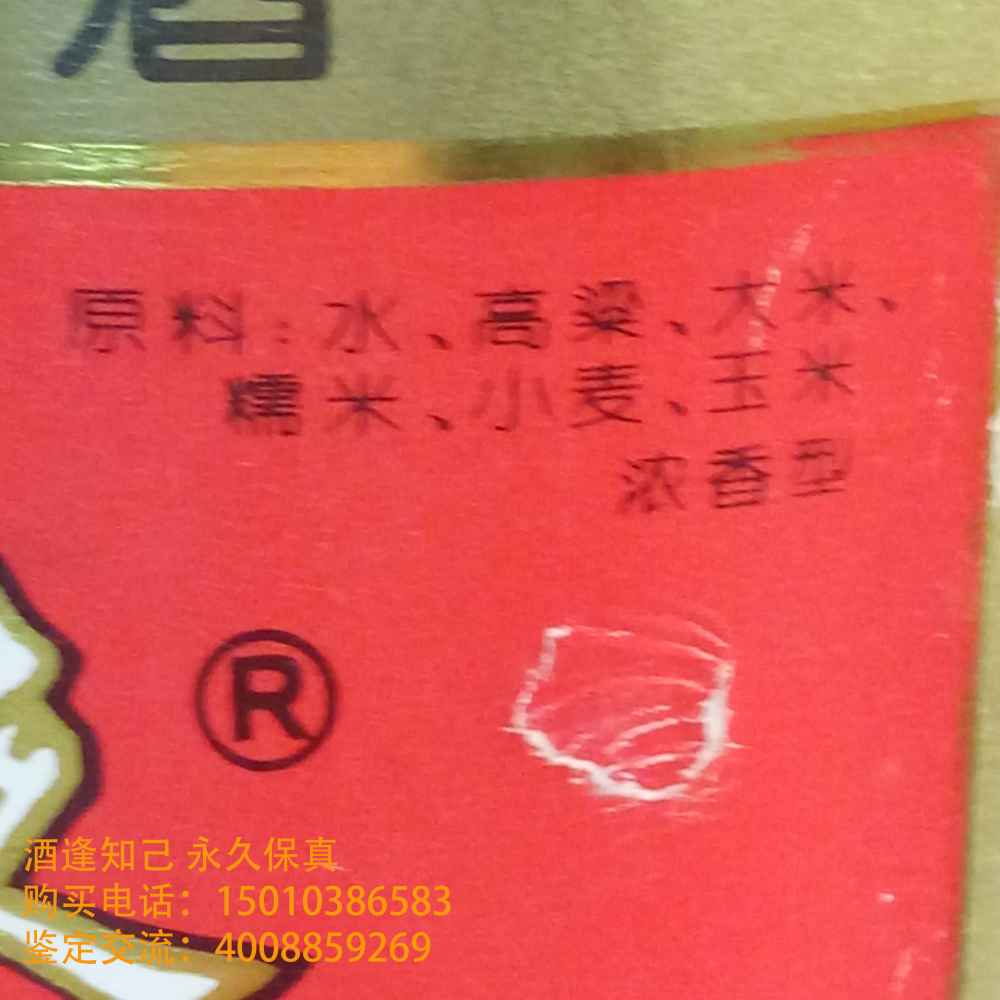 酒
原料:水、高粱、大米、
糯米、小麦、玉米
浓香型
®
酒逢知己 永久保真
购买电话：15010386583
鉴定交流：4008859269